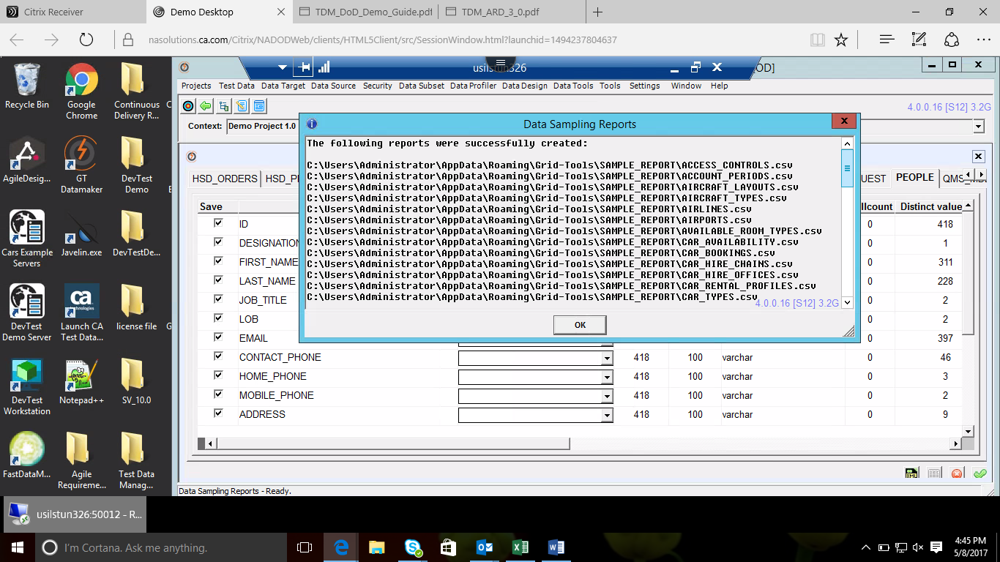 Citrix Receiver
Demo Desktop
TDM_DoD_Demo_Guide.pdf
TDM_ARD_3_0.pdf
nasolutions.ca.com/Citrix/NADODWeb/clients/HTML5Client/src/SessionWindow.html?launchid=1494237804637
usilstun326
Projects Test Data Data Target Data Source Security Data Subset Data Profiler Data Design Data Tools Tools Settings Window Help
4.0.0.16 [S12] 3.2G
Context: Demo Project 1.0
Recycle Bin
Google Chrome
Continuous Delivery R...
AgileDesig...
GT Datamaker
DevTest Demo
Cars Example Servers
Javelin.exe
DevTestDe...
DevTest Demo Server
ca technologies
Launch CA Test Data...
license file
DevTest Workstation
Notepad++
SV_10.0
FastDataM...
Agile Requireme...
Test Data Manag...
Data Sampling Reports
The following reports were successfully created:
C:\Users\Administrator\AppData\Roaming\Grid-Tools\SAMPLE_REPORT\ACCESS_CONTROLS.csv
C:\Users\Administrator\AppData\Roaming\Grid-Tools\SAMPLE_REPORT\ACCOUNT_PERIODS.csv
C:\Users\Administrator\AppData\Roaming\Grid-Tools\SAMPLE_REPORT\AIRCRAFT_LAYOUTS.csv
C:\Users\Administrator\AppData\Roaming\Grid-Tools\SAMPLE_REPORT\AIRCRAFT_TYPES.csv
C:\Users\Administrator\AppData\Roaming\Grid-Tools\SAMPLE_REPORT\AIRLINES.csv
C:\Users\Administrator\AppData\Roaming\Grid-Tools\SAMPLE_REPORT\AIRPORTS.csv
C:\Users\Administrator\AppData\Roaming\Grid-Tools\SAMPLE_REPORT\AVAILABLE_ROOM_TYPES.csv
C:\Users\Administrator\AppData\Roaming\Grid-Tools\SAMPLE_REPORT\CAR_AVAILABILITY.csv
C:\Users\Administrator\AppData\Roaming\Grid-Tools\SAMPLE_REPORT\CAR_BOOKINGS.csv
C:\Users\Administrator\AppData\Roaming\Grid-Tools\SAMPLE_REPORT\CAR_HIRE_CHAINS.csv
C:\Users\Administrator\AppData\Roaming\Grid-Tools\SAMPLE_REPORT\CAR_HIRE_OFFICES.csv
C:\Users\Administrator\AppData\Roaming\Grid-Tools\SAMPLE_REPORT\CAR_RENTAL_PROFILES.csv
C:\Users\Administrator\AppData\Roaming\Grid-Tools\SAMPLE_REPORT\CAR_TYPES.csv
4.0.0.16 [S12] 3.2G
OK
HSD_ORDERS
PEOPLE
Save Distinct value
ID 0 418
DESIGNATION 0 1
FIRST_NAME 0 311
LAST_NAME 0 228
JOB_TITLE 0 2
LOB 0 2
EMAIL 0 397
CONTACT_PHONE 418 100 varchar 0 46
HOME_PHONE 418 100 varchar 0 3
MOBILE_PHONE 418 100 varchar 0 2
ADDRESS 418 100 varchar 0 9
XML
Data Sampling Reports - Ready.
usilstun326:50012 - R...
I'm Cortana. Ask me anything.
4:45 PM
5/8/2017